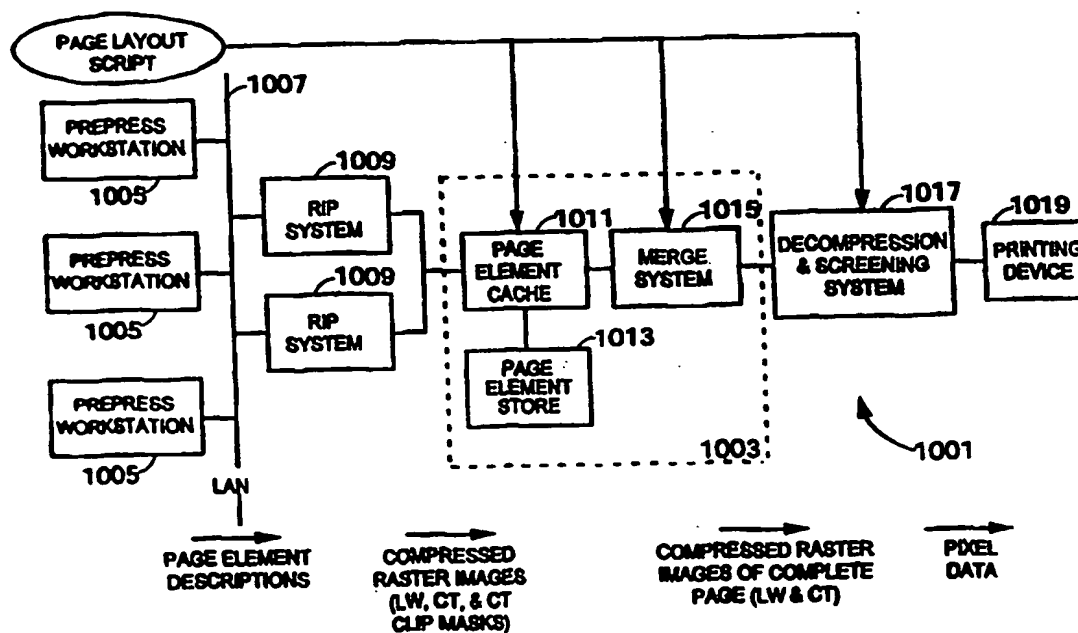 PAGE LAYOUT
SCRIPT
1007
PREPRESS
WORKSTATION
1005
PREPRESS
WORKSTATION
1005
PREPRESS
WORKSTATION
1005
LAN
1009
RIP
SYSTEM
1009
RIP
SYSTEM
1011
PAGE
ELEMENT
CACHE
1013
PAGE
ELEMENT
STORE
1015
MERGE
SYSTEM
1003
1017
DECOMPRESSION
& SCREENING
SYSTEM
1019
PRINTING
DEVICE
1001
PAGE ELEMENT
DESCRIPTIONS
COMPRESSED
RASTER IMAGES
(LW, CT, & CT
CLIP MASKS)
COMPRESSED RASTER
IMAGES OF COMPLETE
PAGE (LW & CT)
PIXEL
DATA